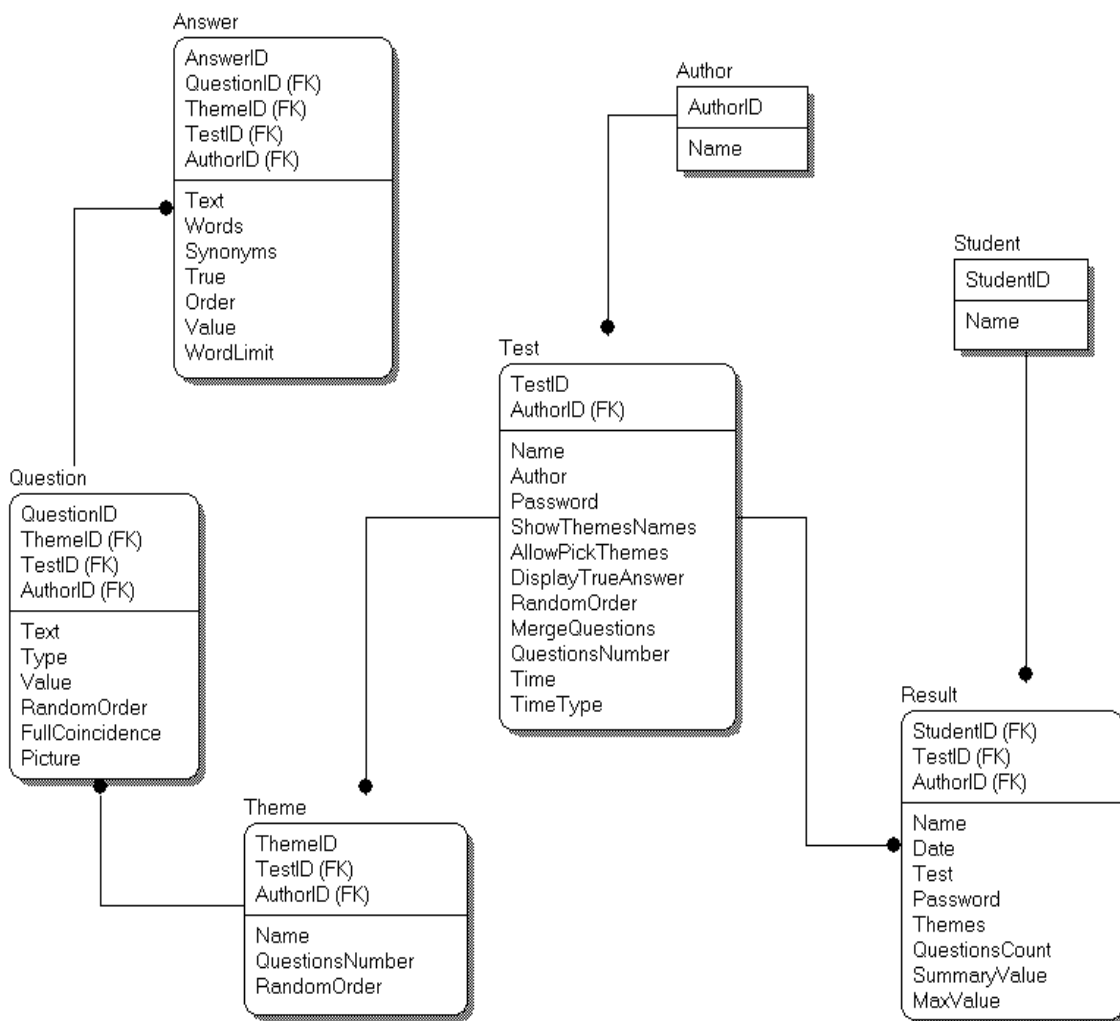 Answer
AnswerID
QuestionID (FK)
ThemeID (FK)
TestID (FK)
AuthorID (FK)
Text
Words
Synonyms
True
Order
Value
WordLimit
Author
AuthorID
Name
Student
StudentID
Name
Test
TestID
AuthorID (FK)
Name
Author
Password
ShowThemesNames
AllowPickThemes
DisplayTrueAnswer
RandomOrder
MergeQuestions
QuestionsNumber
Time
TimeType
Question
QuestionID
ThemeID (FK)
TestID (FK)
AuthorID (FK)
Text
Type
Value
RandomOrder
FullCoincidence
Picture
Theme
ThemeID
TestID (FK)
AuthorID (FK)
Name
QuestionsNumber
RandomOrder
Result
StudentID (FK)
TestID (FK)
AuthorID (FK)
Name
Date
Test
Password
Themes
QuestionsCount
SummaryValue
MaxValue